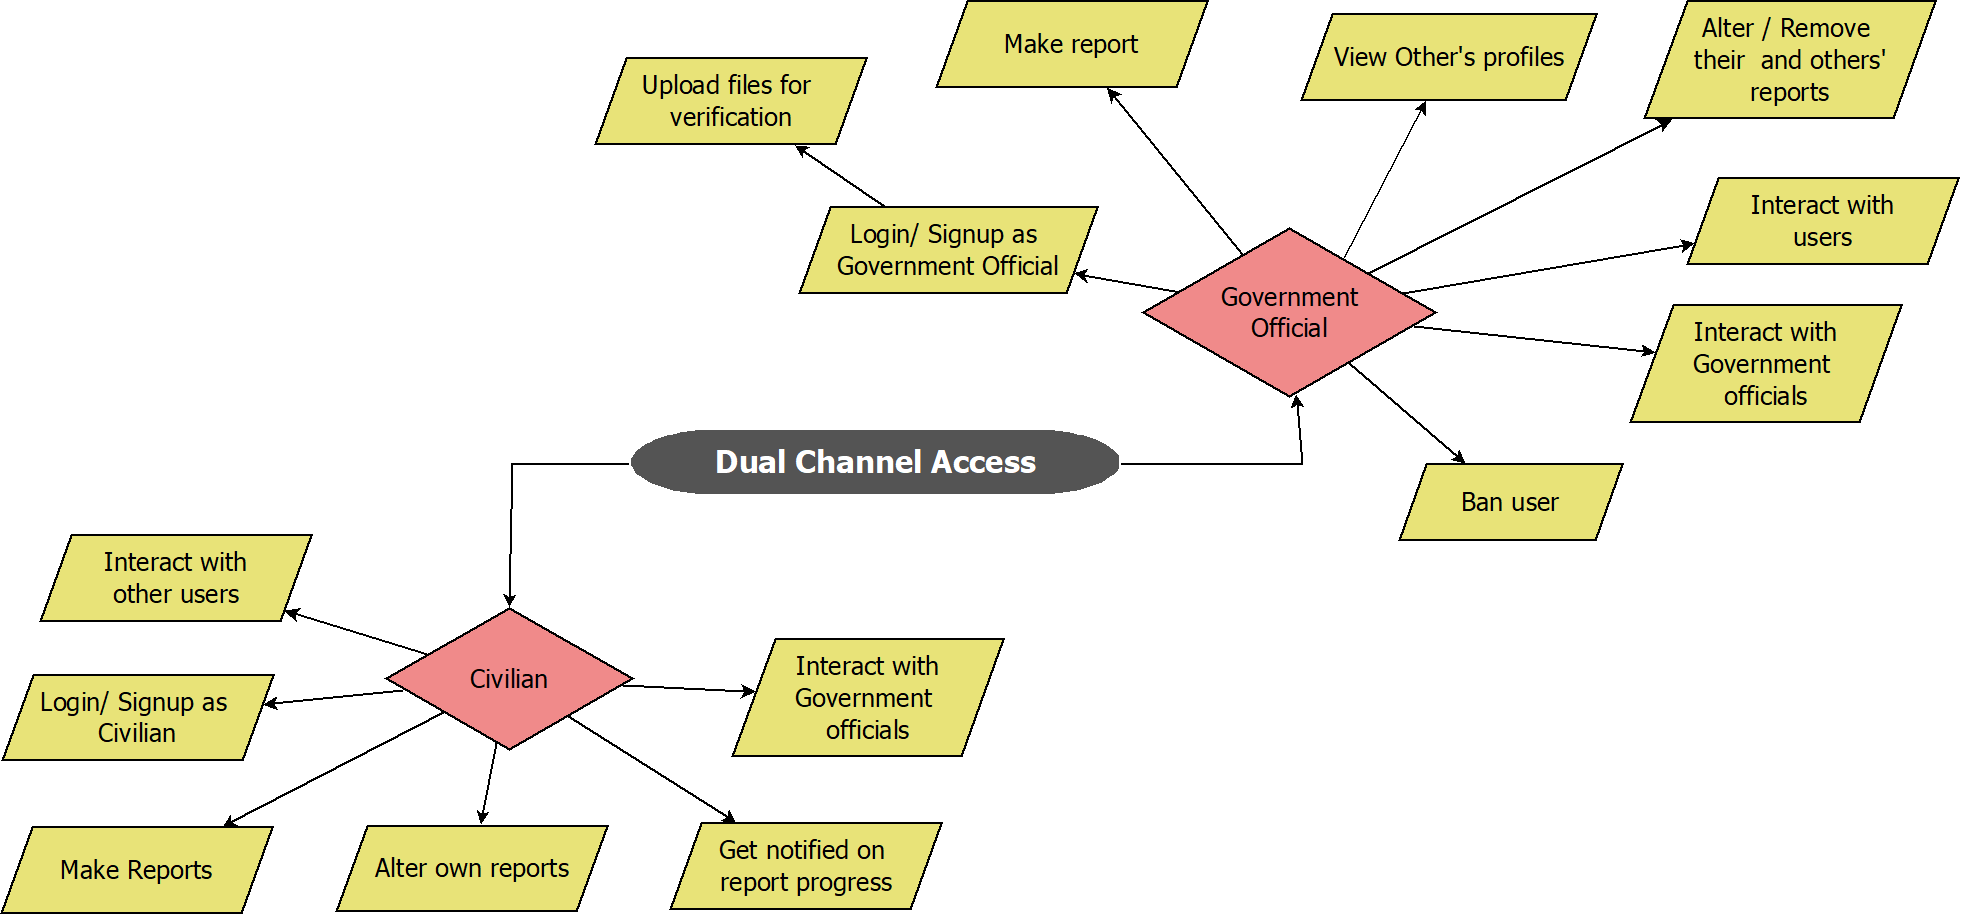 Make report
View Other's profiles
Alter / Remove
their and others'
reports
Upload files for
verification
Login/ Signup as
Government Official
Interact with
users
Government
Official
Interact with
Government
officials
Dual Channel Access
Ban user
Interact with
other users
Civilian
Interact with
Government
officials
Login/ Signup as
Civilian
Make Reports
Alter own reports
Get notified on
report progress